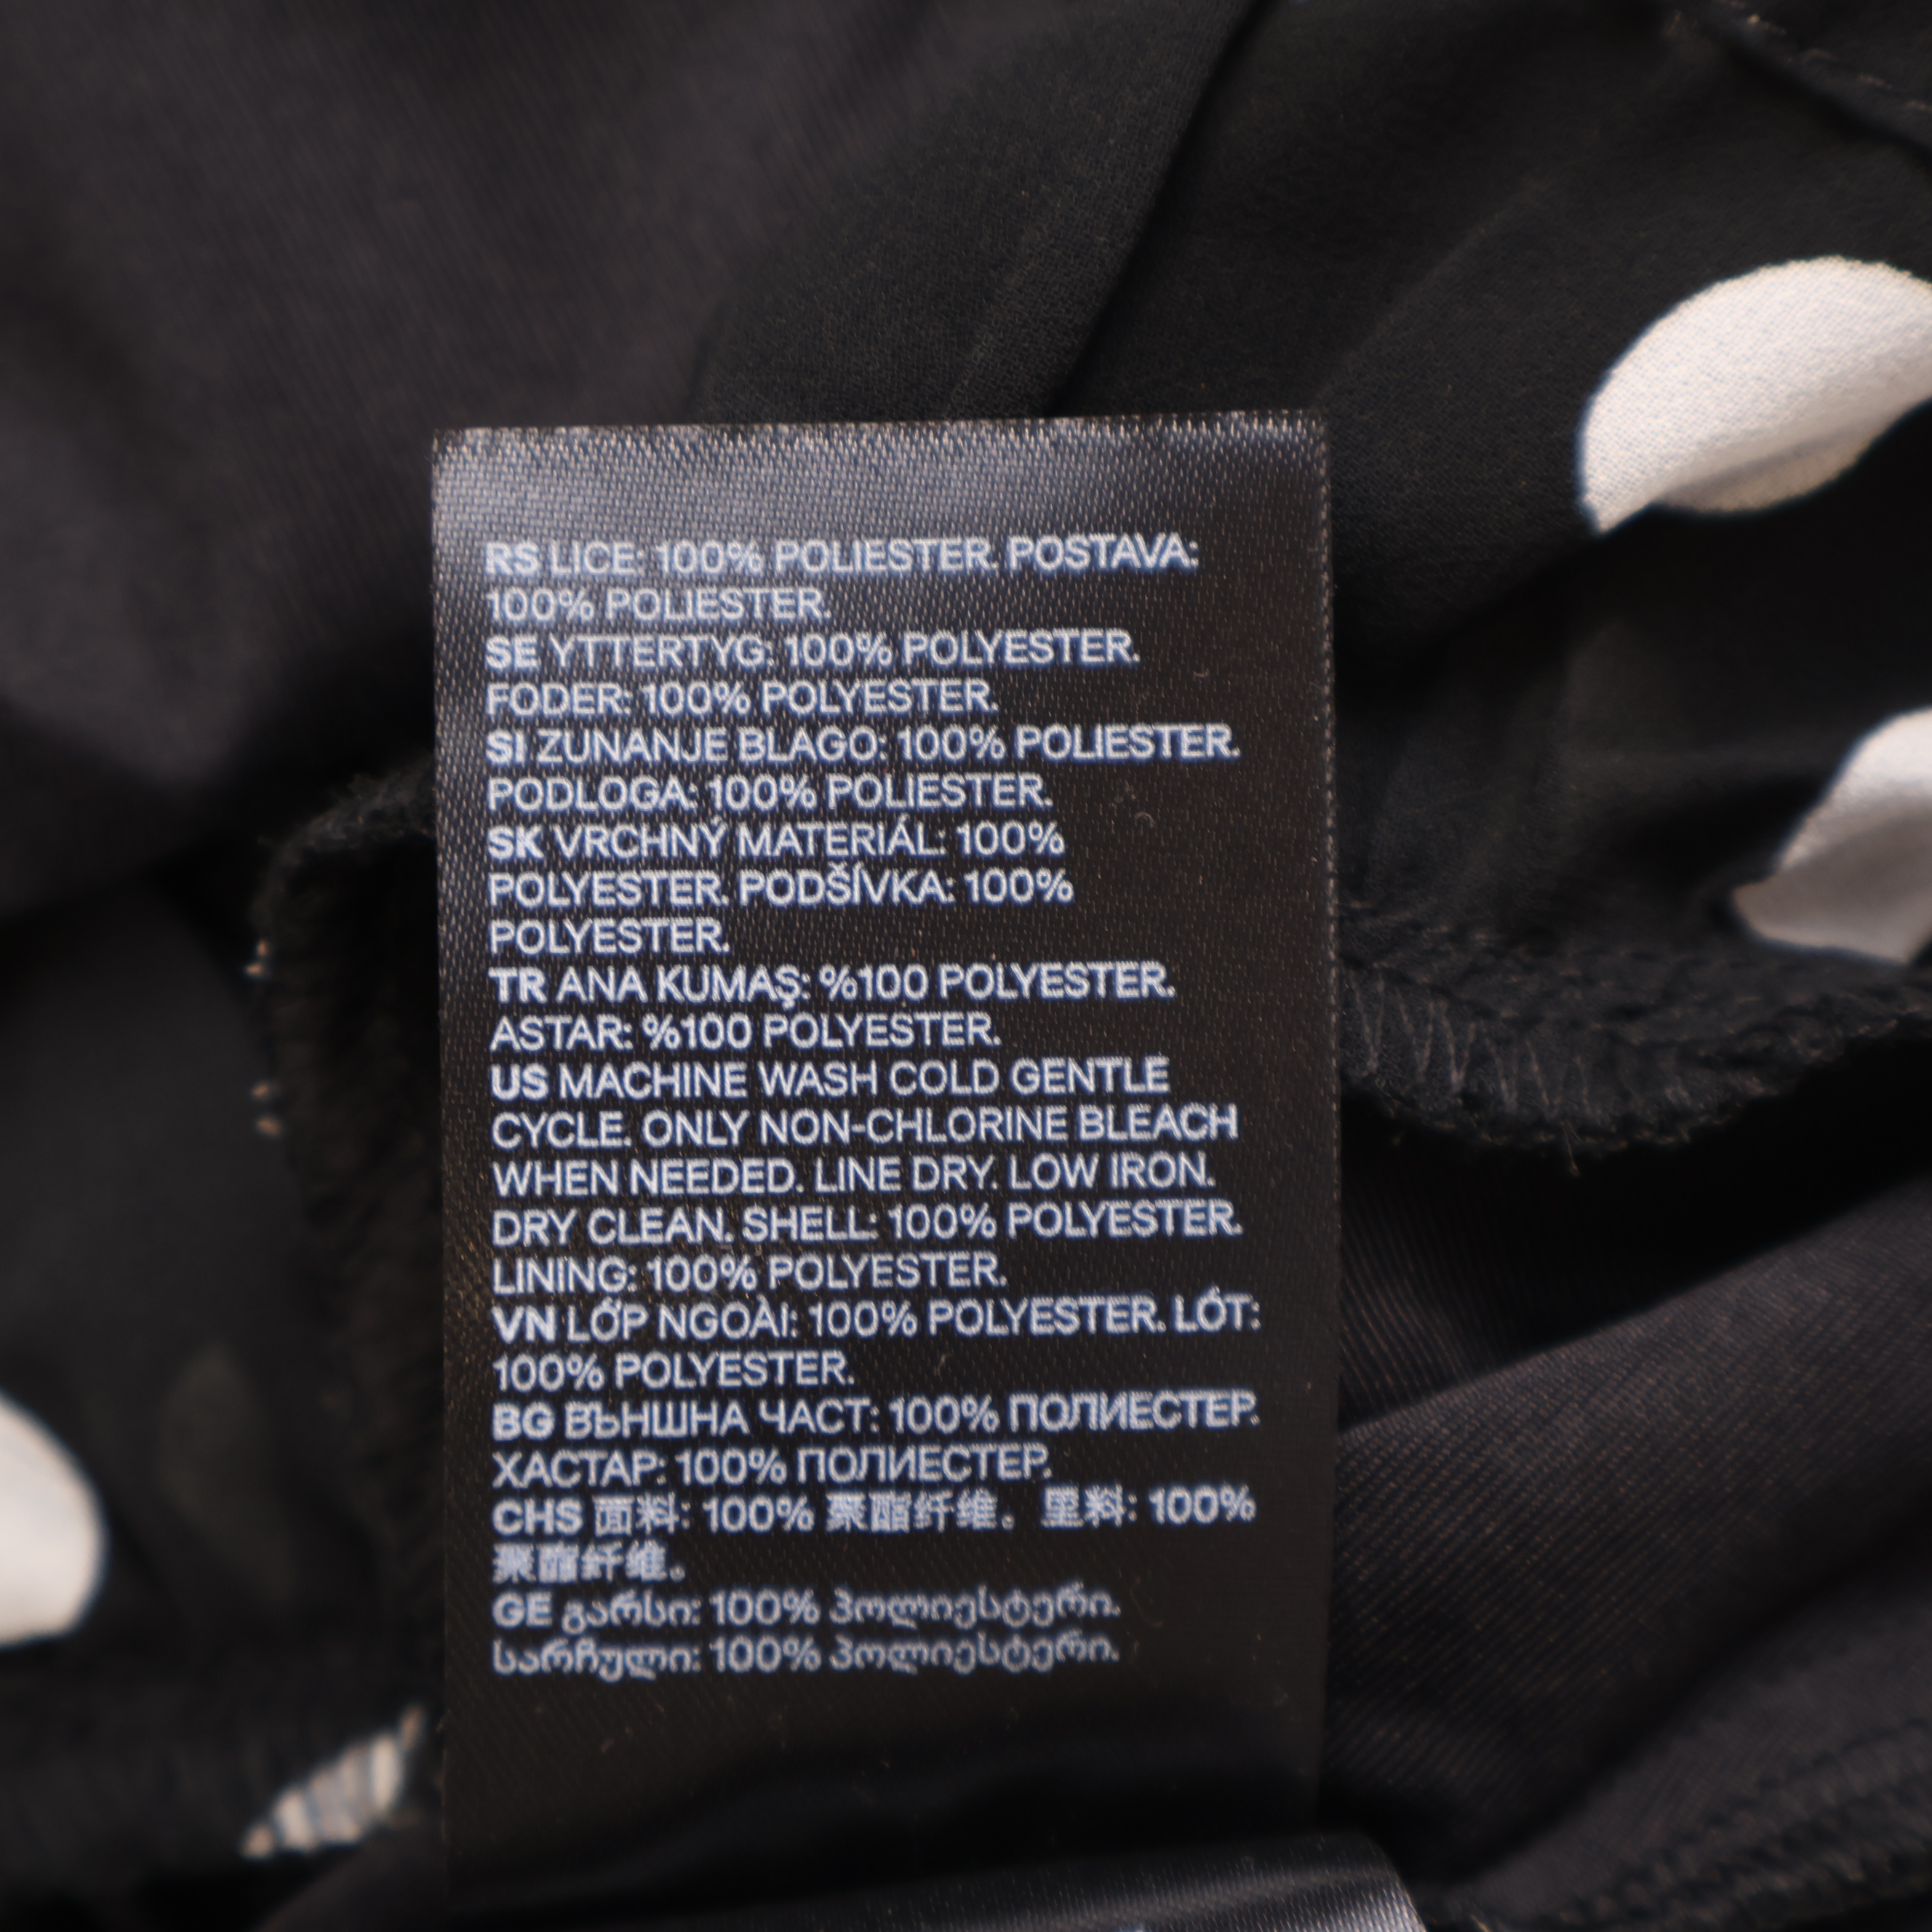 RS LICE: 100% POLIESTER. POSTAVA:
100% POLIESTER.
SE YTTERTYG: 100% POLYESTER.
FODER: 100% POLYESTER.
SI ZUNANJE BLAGO: 100% POLIESTER.
PODLOGA: 100% POLIESTER.
SK VRCHNÝ MATERIÁL: 100%
POLYESTER. PODŠÍVKA: 100%
POLYESTER.
TR ANA KUMAŞ: %100 POLYESTER.
ASTAR: %100 POLYESTER.
US MACHINE WASH COLD GENTLE
CYCLE. ONLY NON-CHLORINE BLEACH
WHEN NEEDED. LINE DRY. LOW IRON.
DRY CLEAN. SHELL: 100% POLYESTER.
LINING: 100% POLYESTER.
VN LỚP NGOÀI: 100% POLYESTER. LÓT:
100% POLYESTER.
BG ВЪНШНА ЧАСТ: 100% ПОЛИЕСТЕР.
ХАСТАР: 100% ПОЛИЕСТЕР.
CHS 面料: 100% 聚酯纤维。里料: 100%
聚酯纤维。
GE გარსი: 100% პოლიესტერი.
სარჩული: 100% პოლიესტერი.